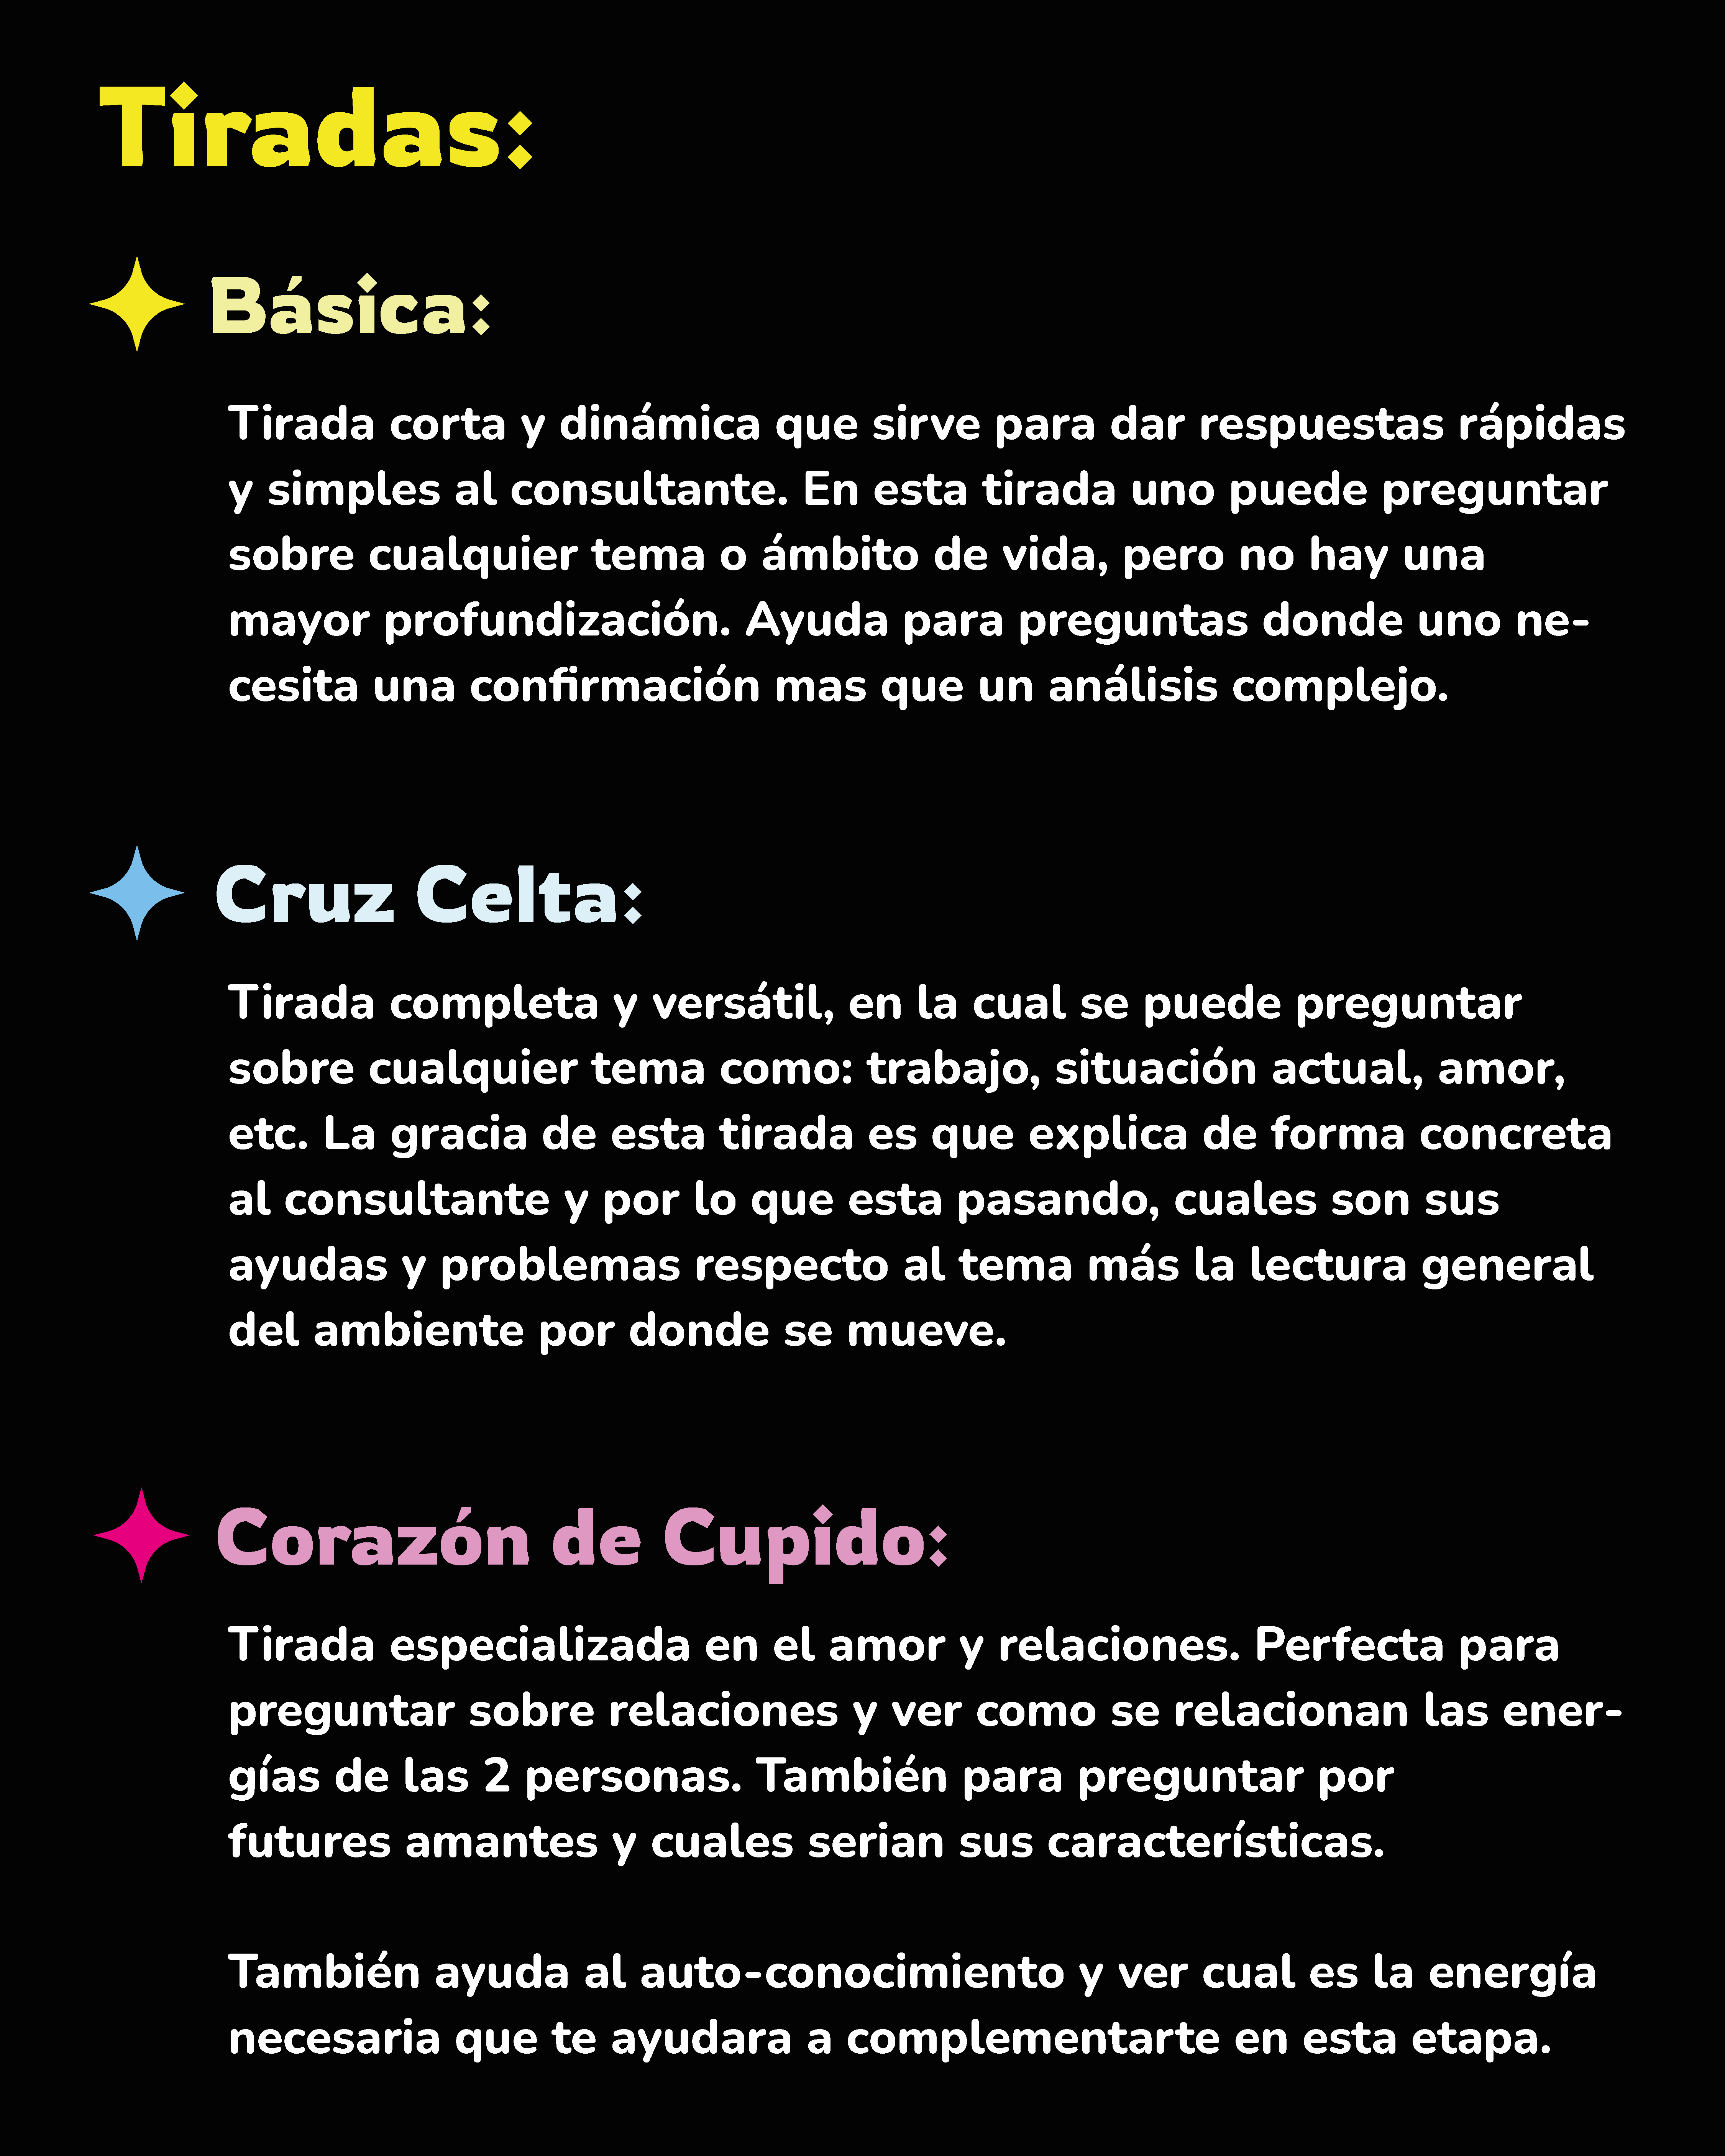 Tiradas:
Básica:
Tirada corta y dinámica que sirve para dar respuestas rápidas
y simples al consultante. En esta tirada uno puede preguntar
sobre cualquier tema o ámbito de vida, pero no hay una
mayor profundización. Ayuda para preguntas donde uno ne-
cesita una confirmación mas que un análisis complejo.
Cruz Celta:
Tirada completa y versátil, en la cual se puede preguntar
sobre cualquier tema como: trabajo, situación actual, amor,
etc. La gracia de esta tirada es que explica de forma concreta
al consultante y por lo que esta pasando, cuales son sus
ayudas y problemas respecto al tema más la lectura general
del ambiente por donde se mueve.
Corazón de Cupido:
Tirada especializada en el amor y relaciones. Perfecta para
preguntar sobre relaciones y ver como se relacionan las ener-
gías de las 2 personas. También para preguntar por
futures amantes y cuales serian sus características.
También ayuda al auto-conocimiento y ver cual es la energía
necesaria que te ayudara a complementarte en esta etapa.